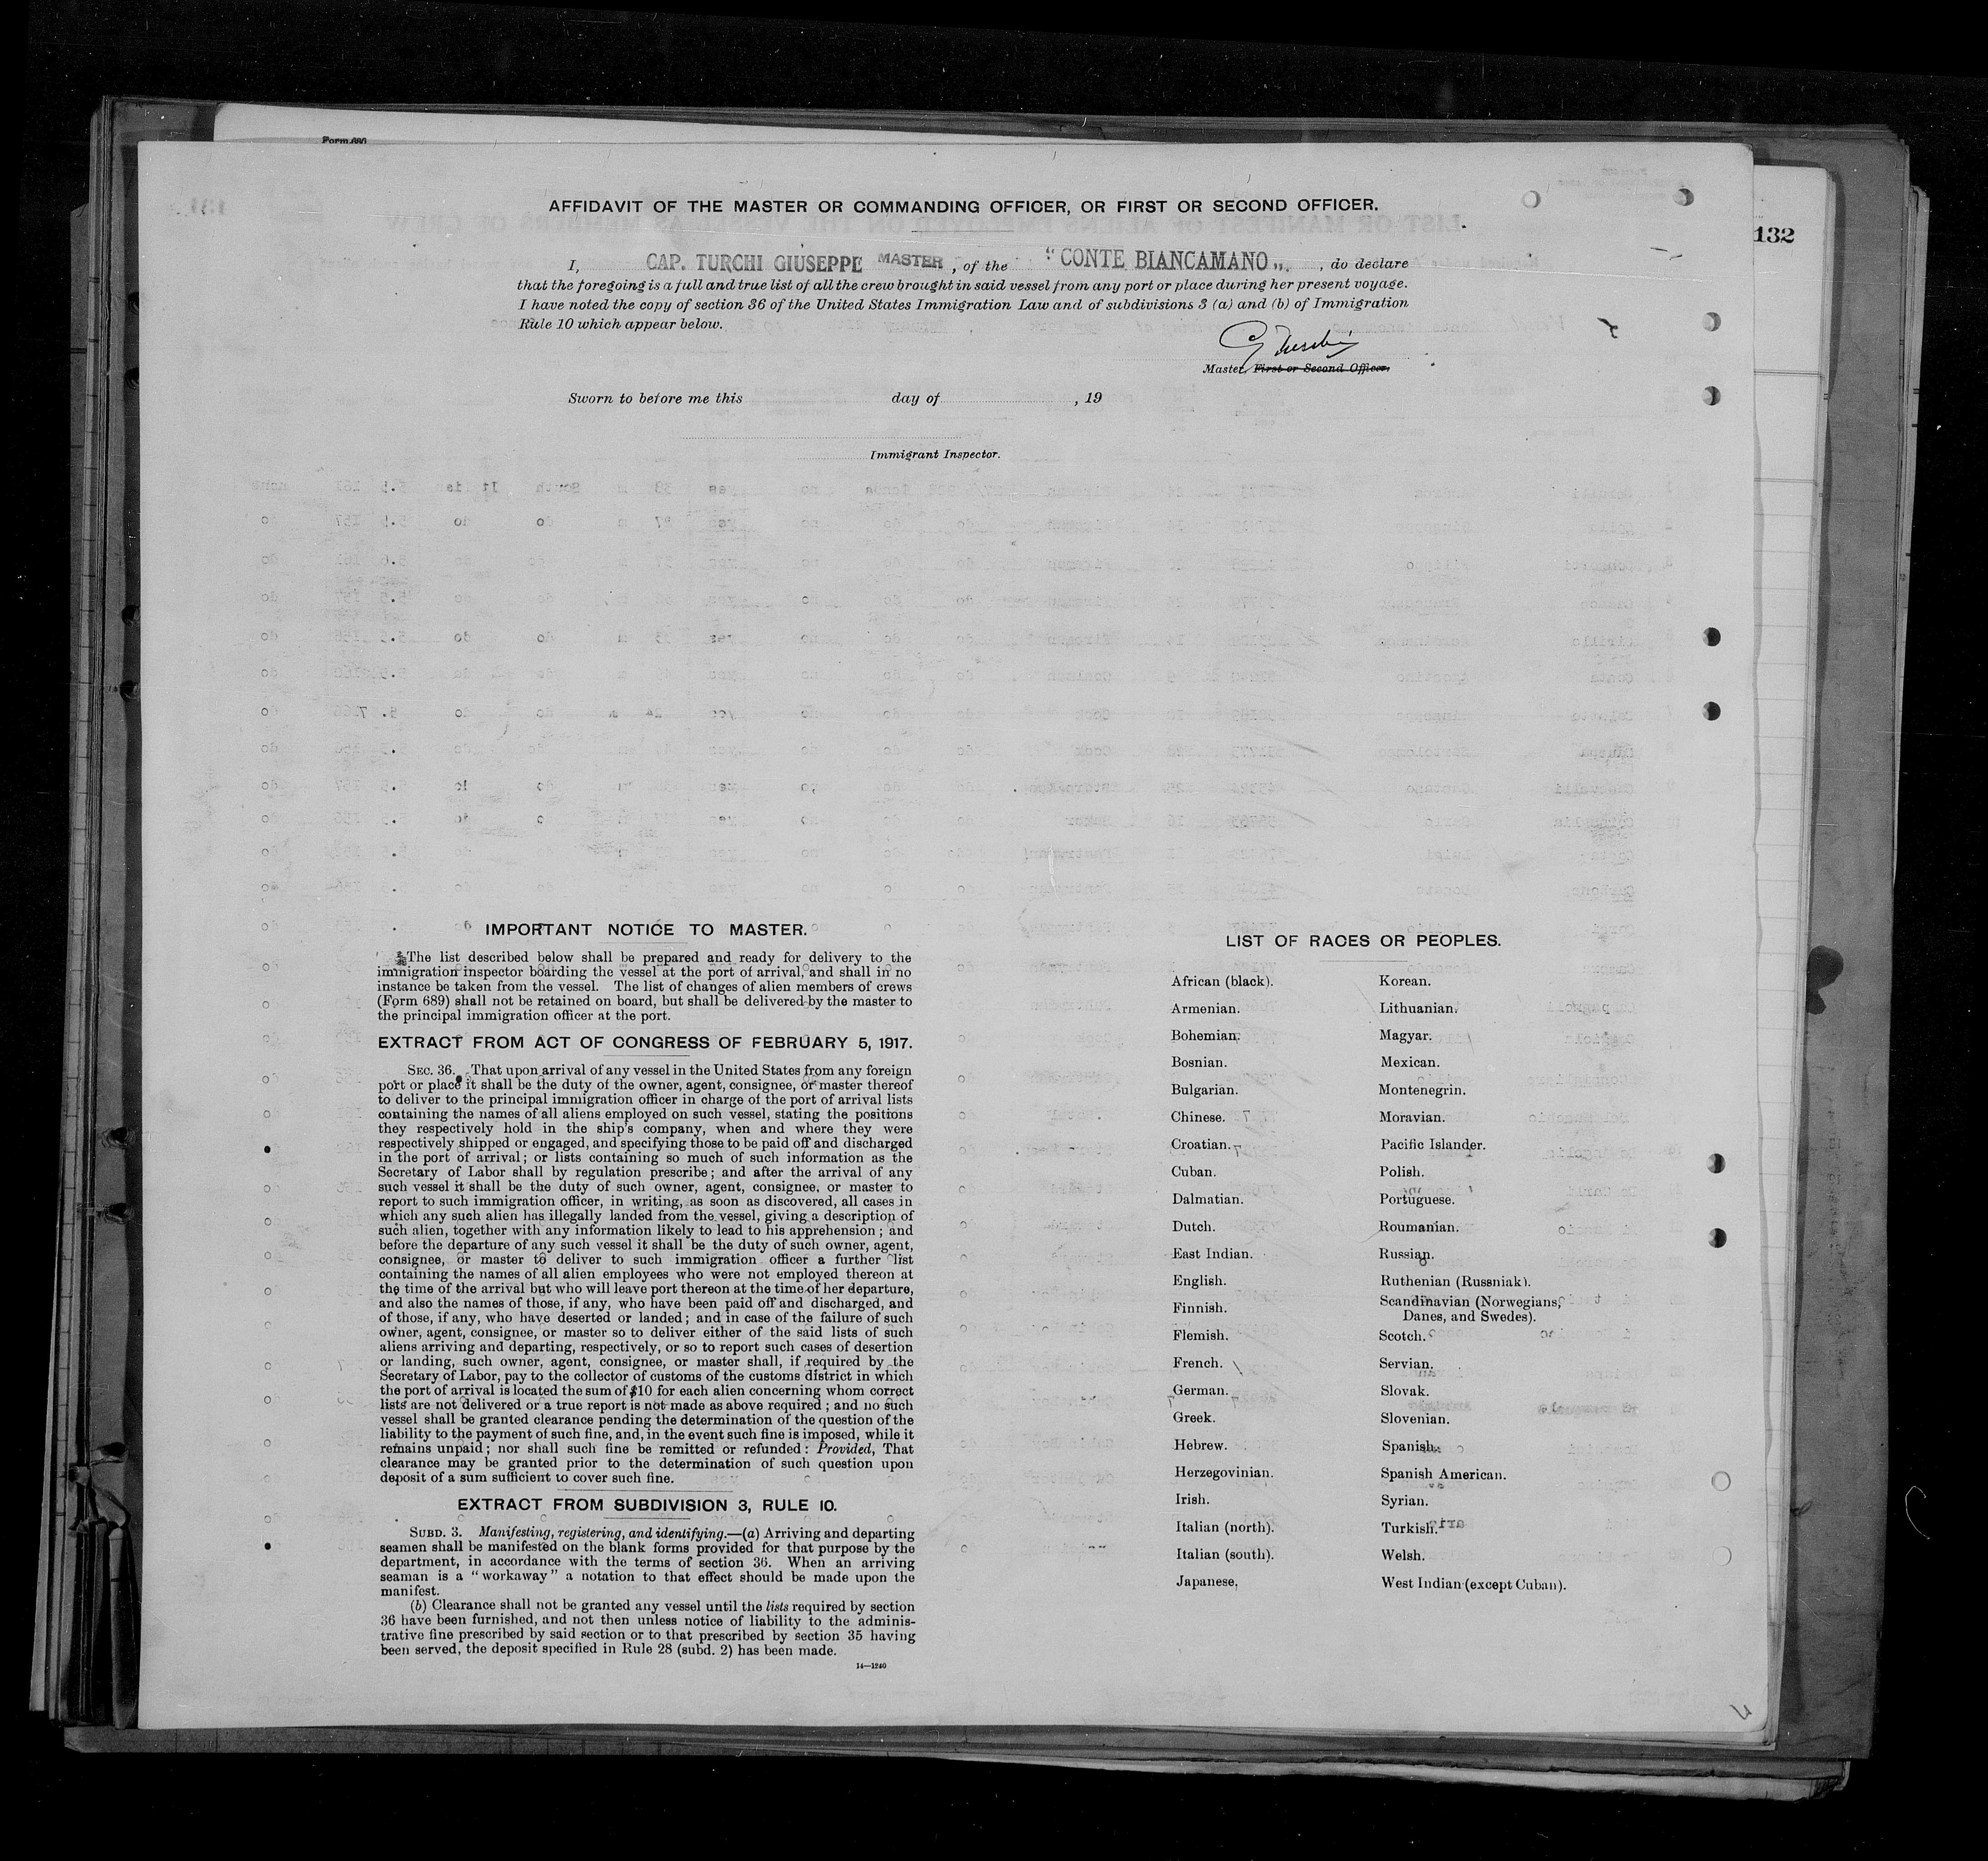 Form 680
132
AFFIDAVIT OF THE MASTER OR COMMANDING OFFICER, OR FIRST OR SECOND OFFICER.
I, CAP. TURCHI GIUSEPPE MASTER, of the "CONTE BIANCAMANO„, do declare
that the foregoing is a full and true list of all the crew brought in said vessel from any port or place during her present voyage.
I have noted the copy of section 36 of the United States Immigration Law and of subdivisions 3 (a) and (b) of Immigration
Rule 10 which appear below.
Master, First or Second Officer.
Sworn to before me this day of , 19
Immigrant Inspector.
IMPORTANT NOTICE TO MASTER.
The list described below shall be prepared and ready for delivery to the
immigration inspector boarding the vessel at the port of arrival, and shall in no
instance be taken from the vessel. The list of changes of alien members of crews
(Form 689) shall not be retained on board, but shall be delivered by the master to
the principal immigration officer at the port.
EXTRACT FROM ACT OF CONGRESS OF FEBRUARY 5, 1917.
SEC. 36. That upon arrival of any vessel in the United States from any foreign
port or place it shall be the duty of the owner, agent, consignee, or master thereof
to deliver to the principal immigration officer in charge of the port of arrival lists
containing the names of all aliens employed on such vessel, stating the positions
they respectively hold in the ship's company, when and where they were
respectively shipped or engaged, and specifying those to be paid off and discharged
in the port of arrival; or lists containing so much of such information as the
Secretary of Labor shall by regulation prescribe; and after the arrival of any
such vessel it shall be the duty of such owner, agent, consignee, or master to
report to such immigration officer, in writing, as soon as discovered, all cases in
which any such alien has illegally landed from the vessel, giving a description of
such alien, together with any information likely to lead to his apprehension; and
before the departure of any such vessel it shall be the duty of such owner, agent,
consignee, or master to deliver to such immigration officer a further list
containing the names of all alien employees who were not employed thereon at
the time of the arrival but who will leave port thereon at the time of her departure,
and also the names of those, if any, who have been paid off and discharged, and
of those, if any, who have deserted or landed; and in case of the failure of such
owner, agent, consignee, or master so to deliver either of the said lists of such
aliens arriving and departing, respectively, or so to report such cases of desertion
or landing, such owner, agent, consignee, or master shall, if required by the
Secretary of Labor, pay to the collector of customs of the customs district in which
the port of arrival is located the sum of $10 for each alien concerning whom correct
lists are not delivered or a true report is not made as above required; and no such
vessel shall be granted clearance pending the determination of the question of the
liability to the payment of such fine, and, in the event such fine is imposed, while it
remains unpaid; nor shall such fine be remitted or refunded: Provided, That
clearance may be granted prior to the determination of such question upon
deposit of a sum sufficient to cover such fine.
EXTRACT FROM SUBDIVISION 3, RULE 10.
SUBD. 3. Manifesting, registering, and identifying.—(a) Arriving and departing
seamen shall be manifested on the blank forms provided for that purpose by the
department, in accordance with the terms of section 36. When an arriving
seaman is a "workaway" a notation to that effect should be made upon the
manifest.
(b) Clearance shall not be granted any vessel until the lists required by section
36 have been furnished, and not then unless notice of liability to the adminis-
trative fine prescribed by said section or to that prescribed by section 35 having
been served, the deposit specified in Rule 28 (subd. 2) has been made.
14—1240
LIST OF RACES OR PEOPLES.
African (black).
Armenian.
Bohemian.
Bosnian.
Bulgarian.
Chinese.
Croatian.
Cuban.
Dalmatian.
Dutch.
East Indian.
English.
Finnish.
Flemish.
French.
German.
Greek.
Hebrew.
Herzegovinian.
Irish.
Italian (north).
Italian (south).
Japanese.
Korean.
Lithuanian.
Magyar.
Mexican.
Montenegrin.
Moravian.
Pacific Islander.
Polish.
Portuguese.
Roumanian.
Russian.
Ruthenian (Russniak).
Scandinavian (Norwegians,
Danes, and Swedes).
Scotch.
Servian.
Slovak.
Slovenian.
Spanish.
Spanish American.
Syrian.
Turkish.
Welsh.
West Indian (except Cuban).